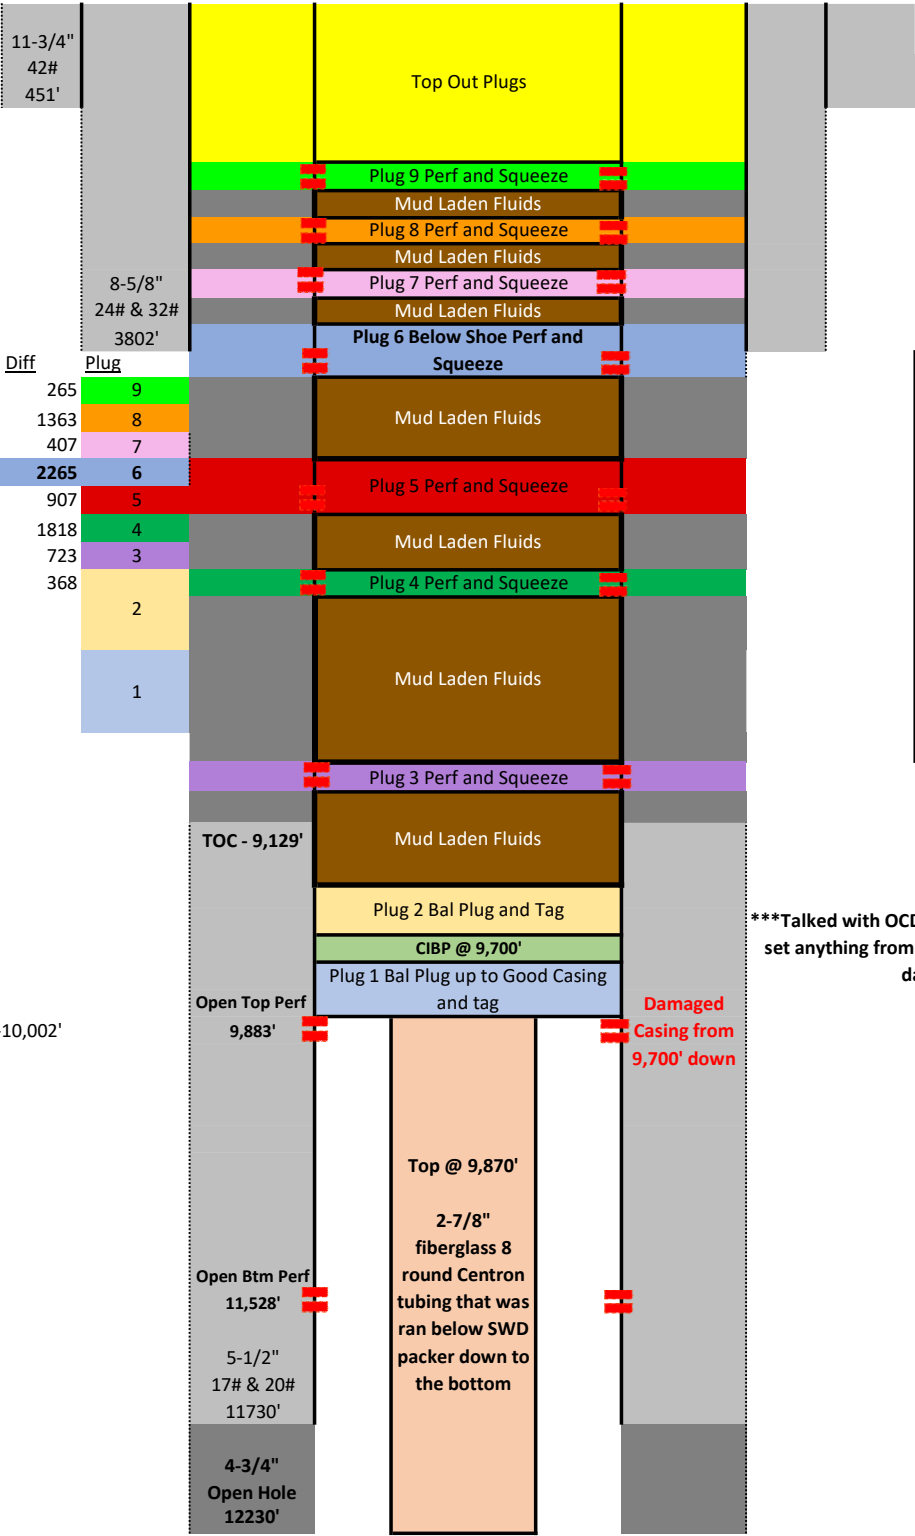 11-3/4"
42#
451'
Top Out Plugs
Plug 9 Perf and Squeeze
Mud Laden Fluids
Plug 8 Perf and Squeeze
Mud Laden Fluids
Plug 7 Perf and Squeeze
8-5/8"
24# & 32#
3802'
Mud Laden Fluids
Plug 6 Below Shoe Perf and
Squeeze
Diff Plug
265 9
1363 8
407 7
2265 6
907 5
1818 4
723 3
368
2
1
Mud Laden Fluids
Plug 5 Perf and Squeeze
Mud Laden Fluids
Plug 4 Perf and Squeeze
Mud Laden Fluids
Plug 3 Perf and Squeeze
TOC - 9,129'
Mud Laden Fluids
Plug 2 Bal Plug and Tag
CIBP @ 9,700'
Plug 1 Bal Plug up to Good Casing
and tag
***Talked with OCD
set anything from
da
Open Top Perf
9,883'
-10,002'
Damaged
Casing from
9,700' down
Top @ 9,870'
2-7/8"
fiberglass 8
round Centron
tubing that was
ran below SWD
packer down to
the bottom
Open Btm Perf
11,528'
5-1/2"
17# & 20#
11730'
4-3/4"
Open Hole
12230'